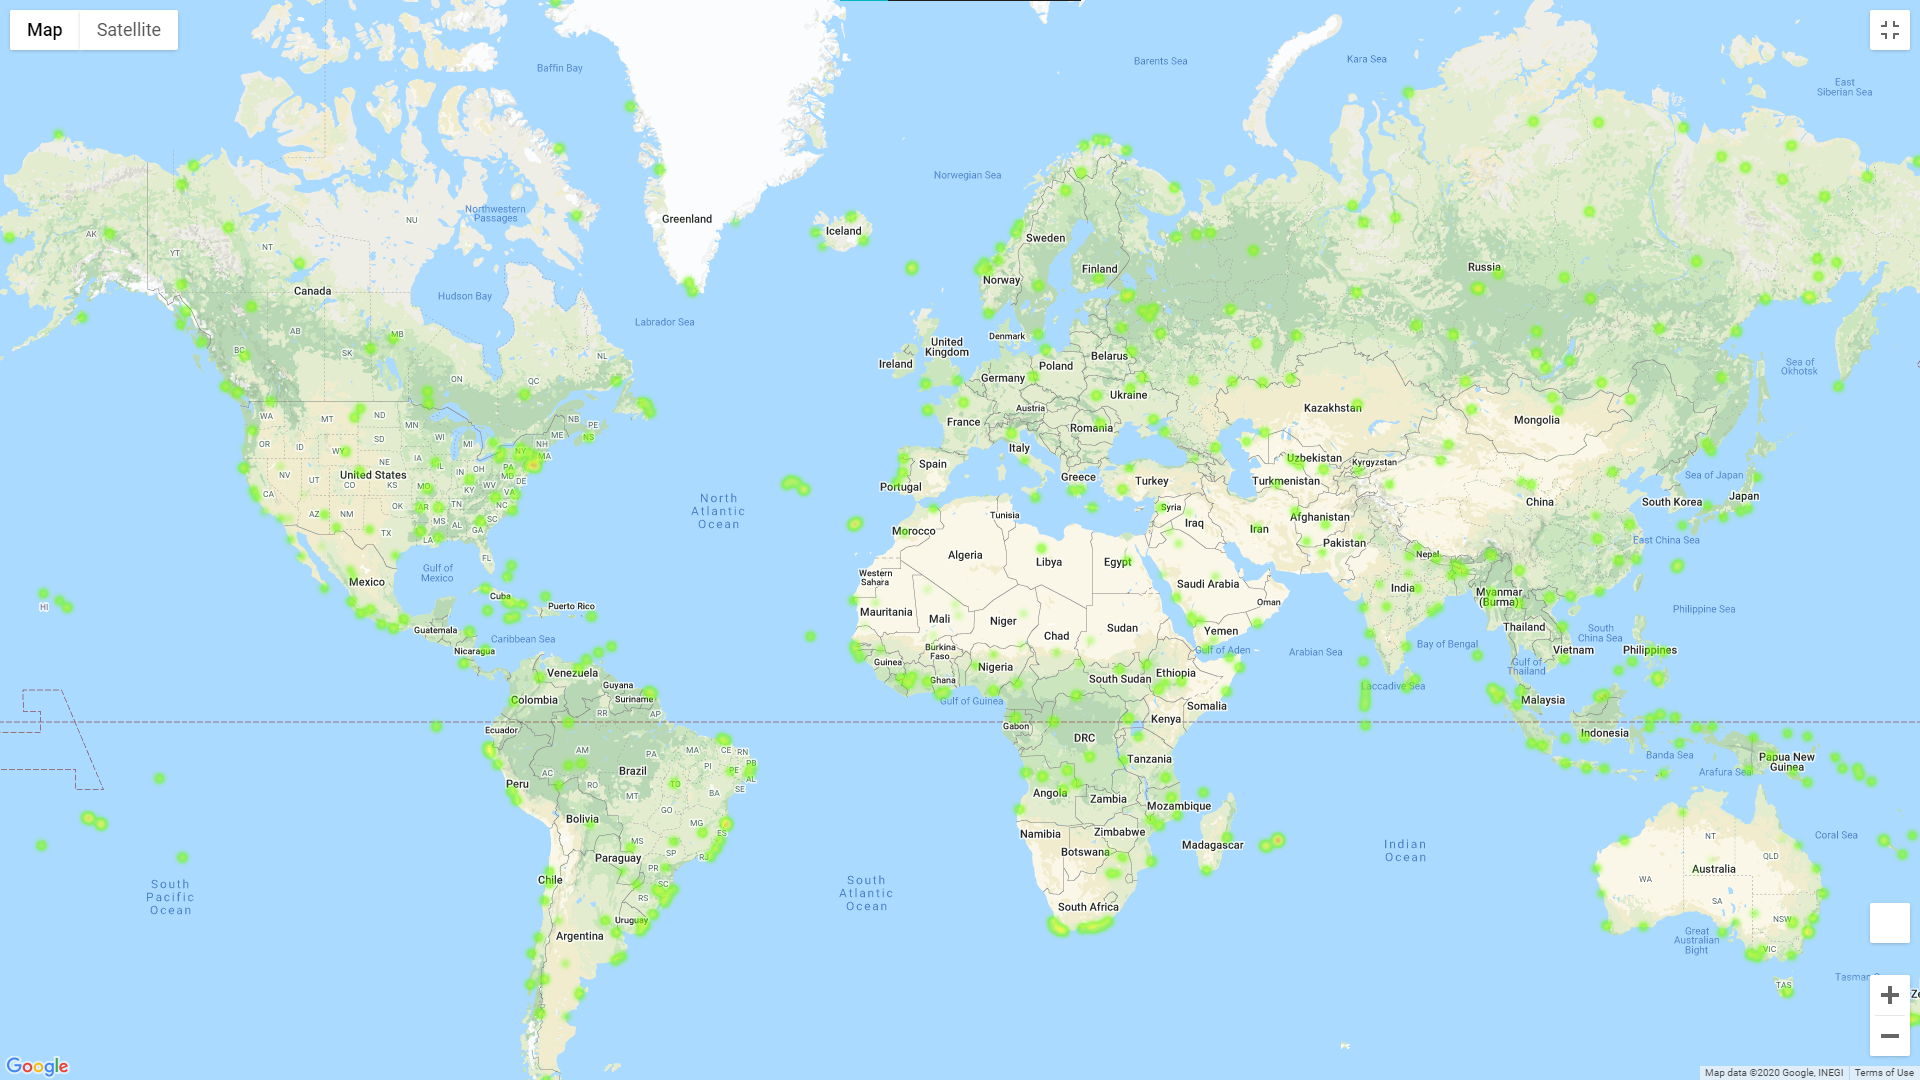 Map
Satellite
Baffin Bay
Barents Sea
Kara Sea
East
Siberian Sea
Norwegian Sea
Northwestern
Passages
NU
Greenland
Iceland
Sweden
AK
YT
NT
Finland
Russia
Norway
Canada
Hudson Bay
Labrador Sea
AB
MB
SK
BC
ON
QC
NL
United
Kingdom
Ireland
Denmark
Belarus
Poland
Germany
Ukraine
Austria
France
Romania
Italy
Kazakhstan
Mongolia
Sea of
Okhotsk
WA
MT
ND
MN
OR
ID
SD
WI
MI
WY
NE
IA
NB
PE
NS
ME
NH
NY
MA
PA
MD
DE
OH
IN
IL
NV
UT
United States
CO
KS
MO
KY
WV
VA
CA
AZ
NM
OK
AR
NC
SC
MS
AL
GA
TX
LA
FL
Spain
Portugal
Greece
Turkey
Uzbekistan
Kyrgyzstan
Turkmenistan
China
South Korea
Japan
Sea of Japan
North
Atlantic
Ocean
Morocco
Tunisia
Syria
Iraq
Iran
Afghanistan
Pakistan
Nepal
East China Sea
Algeria
Libya
Egypt
Western
Sahara
Saudi Arabia
Oman
India
Myanmar
(Burma)
Gulf of
Mexico
Mexico
Cuba
Puerto Rico
HI
Mauritania
Mali
Niger
Chad
Sudan
Yemen
Gulf of Aden
Arabian Sea
Bay of Bengal
Thailand
Vietnam
South
China Sea
Philippines
Philippine Sea
Guatemala
Nicaragua
Caribbean Sea
Burkina
Faso
Guinea
Ghana
Nigeria
South Sudan
Ethiopia
Gulf of
Thailand
Laccadive Sea
Malaysia
Venezuela
Guyana
Suriname
Colombia
Gulf of Guinea
Somalia
RR
AP
Ecuador
Gabon
Kenya
DRC
Indonesia
Banda Sea
Papua New
Guinea
Arafura Sea
AM
PA
MA
CE
RN
PB
PI
PE
AL
SE
Brazil
AC
RO
TO
BA
Peru
MT
GO
Tanzania
Angola
Zambia
Mozambique
Bolivia
MG
ES
MS
SP
RJ
Namibia
Zimbabwe
Botswana
Madagascar
Indian
Ocean
NT
Coral Sea
QLD
Australia
WA
SA
NSW
VIC
TAS
Great
Australian
Bight
Tasman S
Ze
Paraguay
PR
SC
RS
Chile
Uruguay
Argentina
South Africa
South
Pacific
Ocean
South
Atlantic
Ocean
Google
Map data ©2020 Google, INEGI
Terms of Use